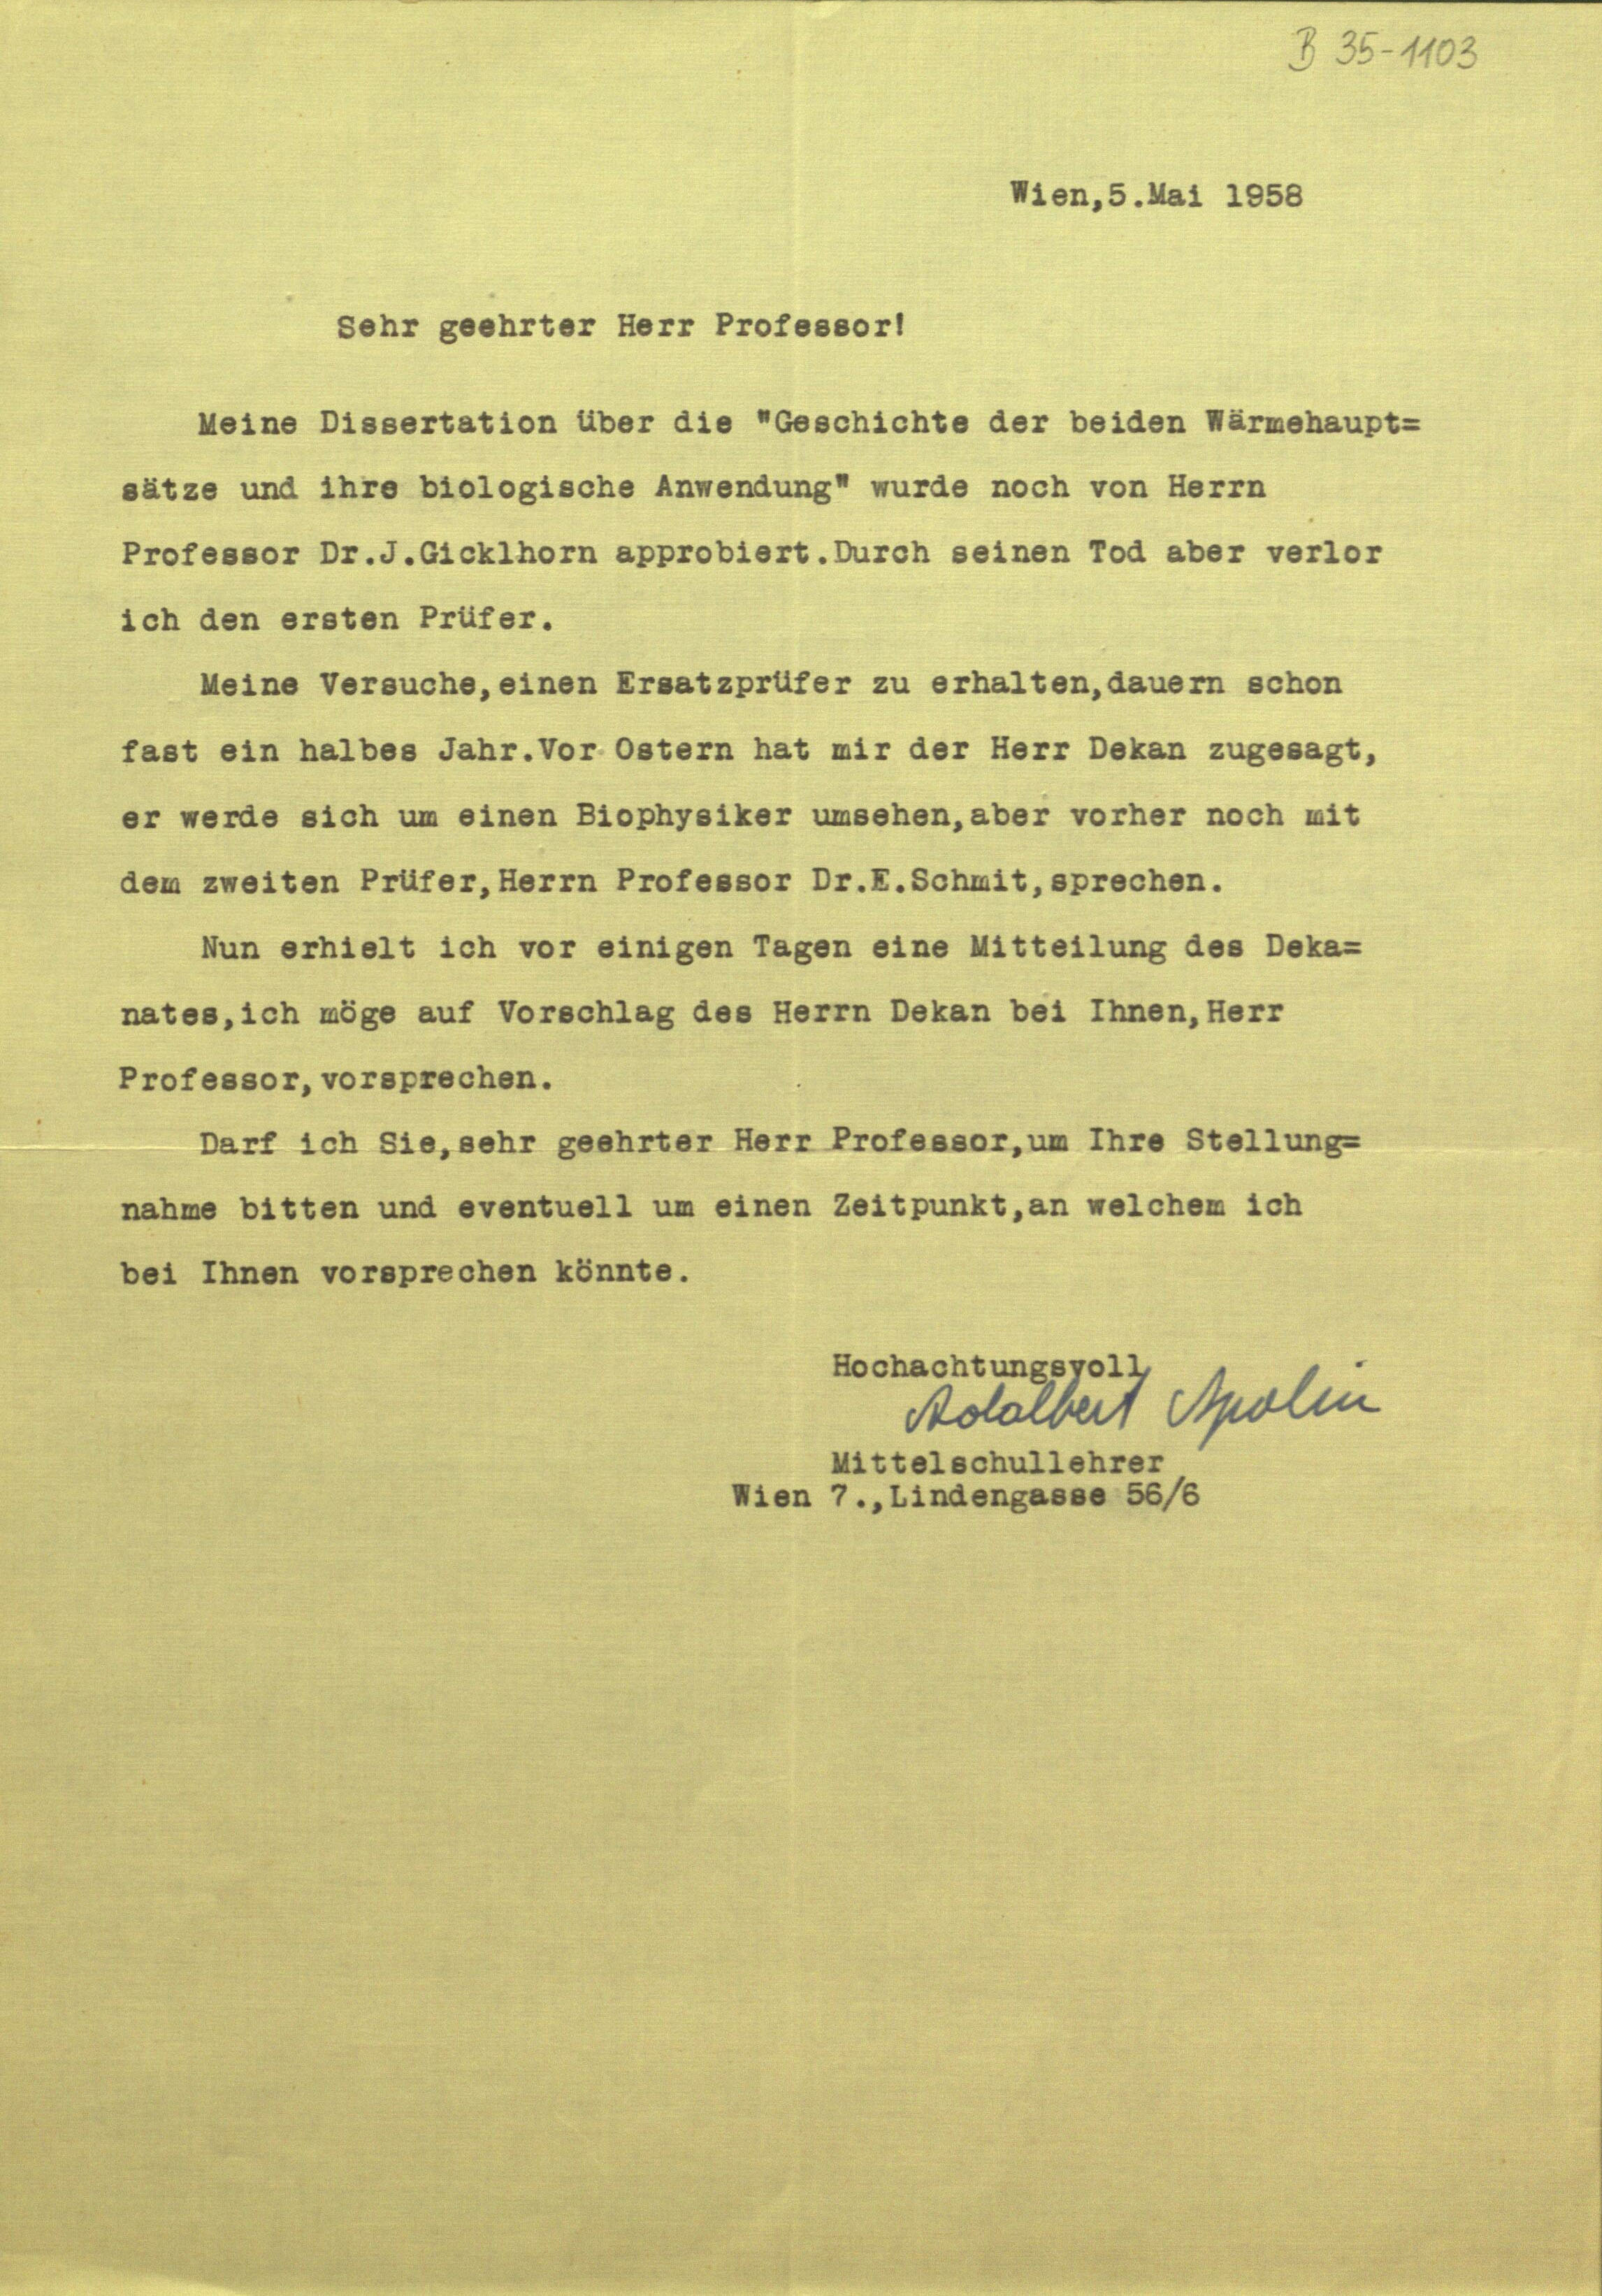 B 35-1103
Wien,5.Mai 1958
Sehr geehrter Herr Professor!
Meine Dissertation über die "Geschichte der beiden Wärmehaupt=
sätze und ihre biologische Anwendung" wurde noch von Herrn
Professor Dr.J.Gicklhorn approbiert.Durch seinen Tod aber verlor
ich den ersten Prüfer.
Meine Versuche,einen Ersatzprüfer zu erhalten,dauern schon
fast ein halbes Jahr.Vor Ostern hat mir der Herr Dekan zugesagt,
er werde sich um einen Biophysiker umsehen,aber vorher noch mit
dem zweiten Prüfer,Herrn Professor Dr.E.Schmit,sprechen.
Nun erhielt ich vor einigen Tagen eine Mitteilung des Deka=
nates,ich möge auf Vorschlag des Herrn Dekan bei Ihnen,Herr
Professor,vorsprechen.
Darf ich Sie,sehr geehrter Herr Professor,um Ihre Stellung=
nahme bitten und eventuell um einen Zeitpunkt,an welchem ich
bei Ihnen vorsprechen könnte.
Hochachtungsvoll
Adalbert Apolin
Mittelschullehrer
Wien 7.,Lindengasse 56/6